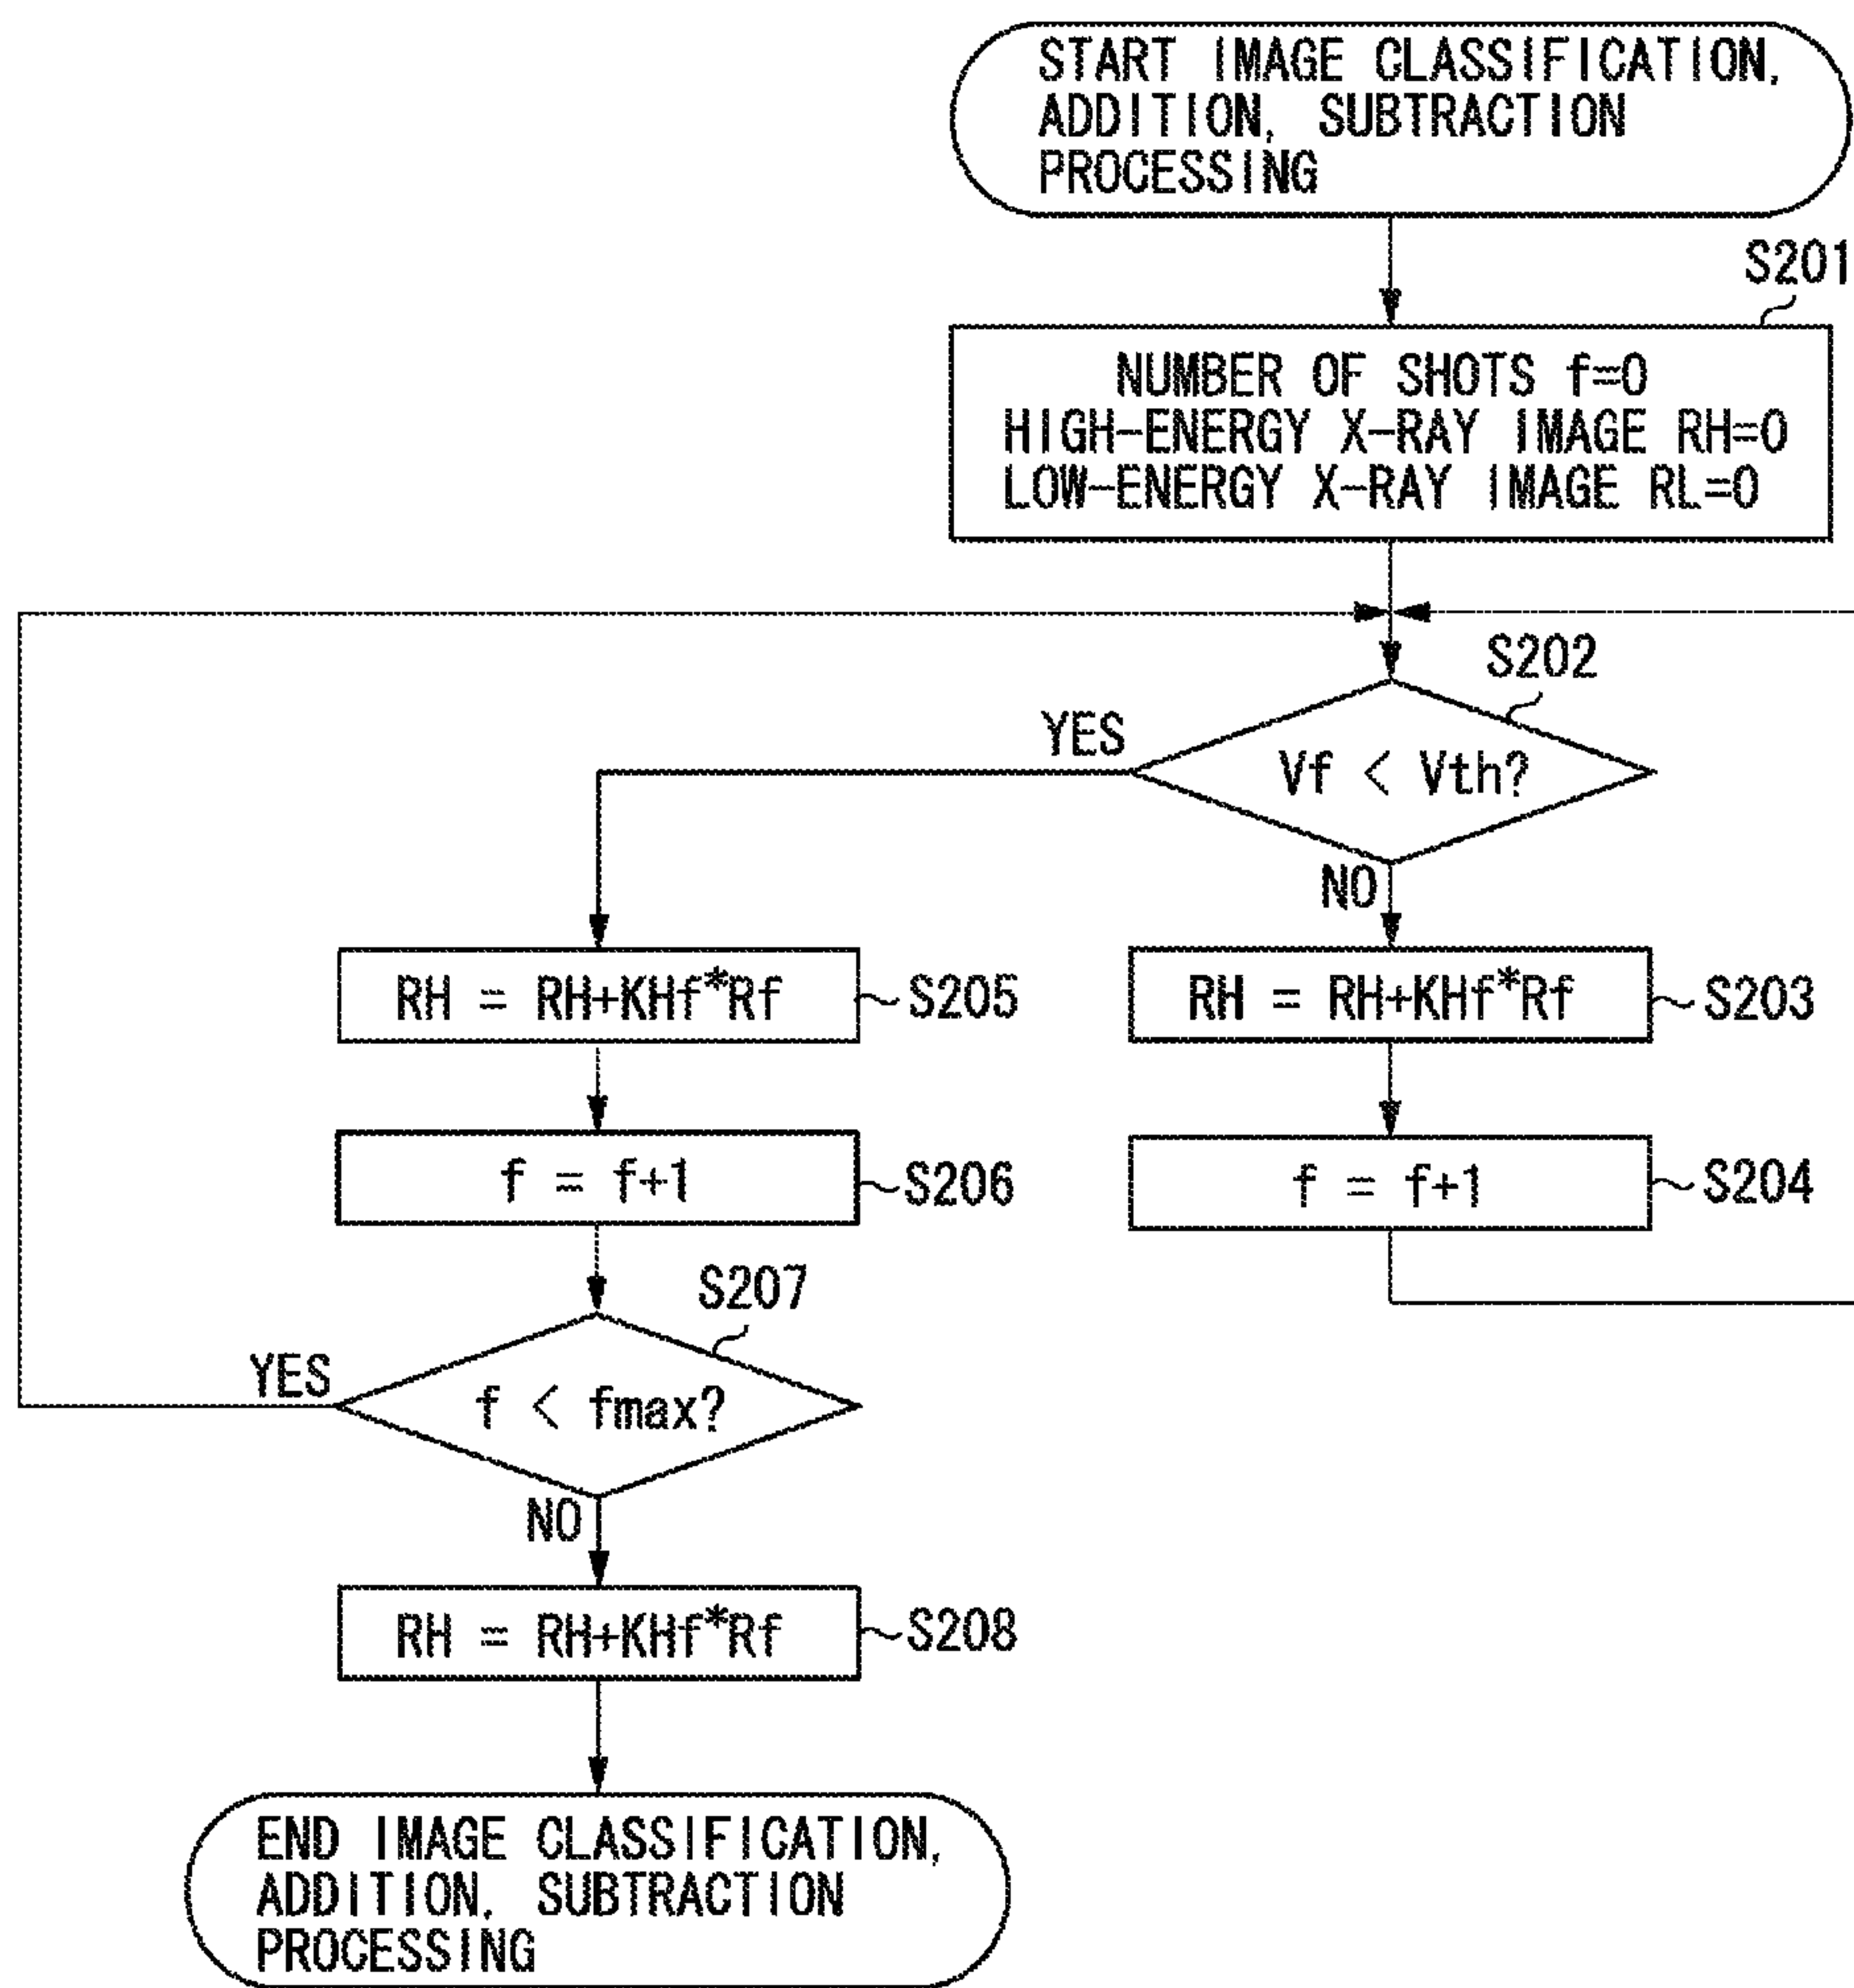 START IMAGE CLASSIFICATION,
ADDITION, SUBTRACTION
PROCESSING
S201
NUMBER OF SHOTS f=0
HIGH-ENERGY X-RAY IMAGE RH=0
LOW-ENERGY X-RAY IMAGE RL=0
S202
YES
Vf < Vth?
NO
RH = RH+KHf*Rf
S205
RH = RH+KHf*Rf
S203
f = f+1
S206
f = f+1
S204
S207
YES
f < fmax?
NO
RH = RH+KHf*Rf
S208
END IMAGE CLASSIFICATION,
ADDITION, SUBTRACTION
PROCESSING